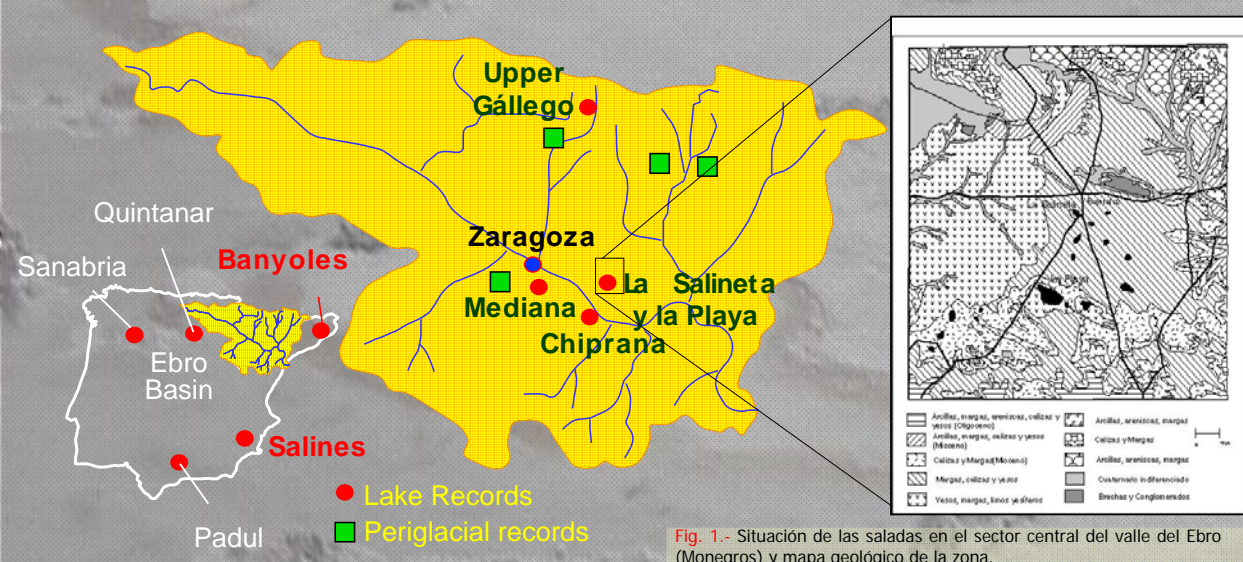 Upper
Gállego
Quintanar
Sanabria
Banyoles
Zaragoza
Mediana
La Salineta
y la Playa
Chiprana
Ebro
Basin
Salines
Padul
Lake Records
Periglacial records
Arcillas, margas, areniscas, calizas y
yesos (Oligoceno)
Arcillas, margas, calizas y yesos
(Mioceno)
Calizas y Margas(Mioceno)
Margas, calizas y yesos
Yesos, margas, limos yesíferos
Arcillas, areniscas, margas
Calizas y Margas
Arcillas, areniscas, margas
Cuaternario indiferenciado
Brechas y Conglomerados
Fig. 1.- Situación de las saladas en el sector central del valle del Ebro
(Monegros) y mapa geológico de la zona.